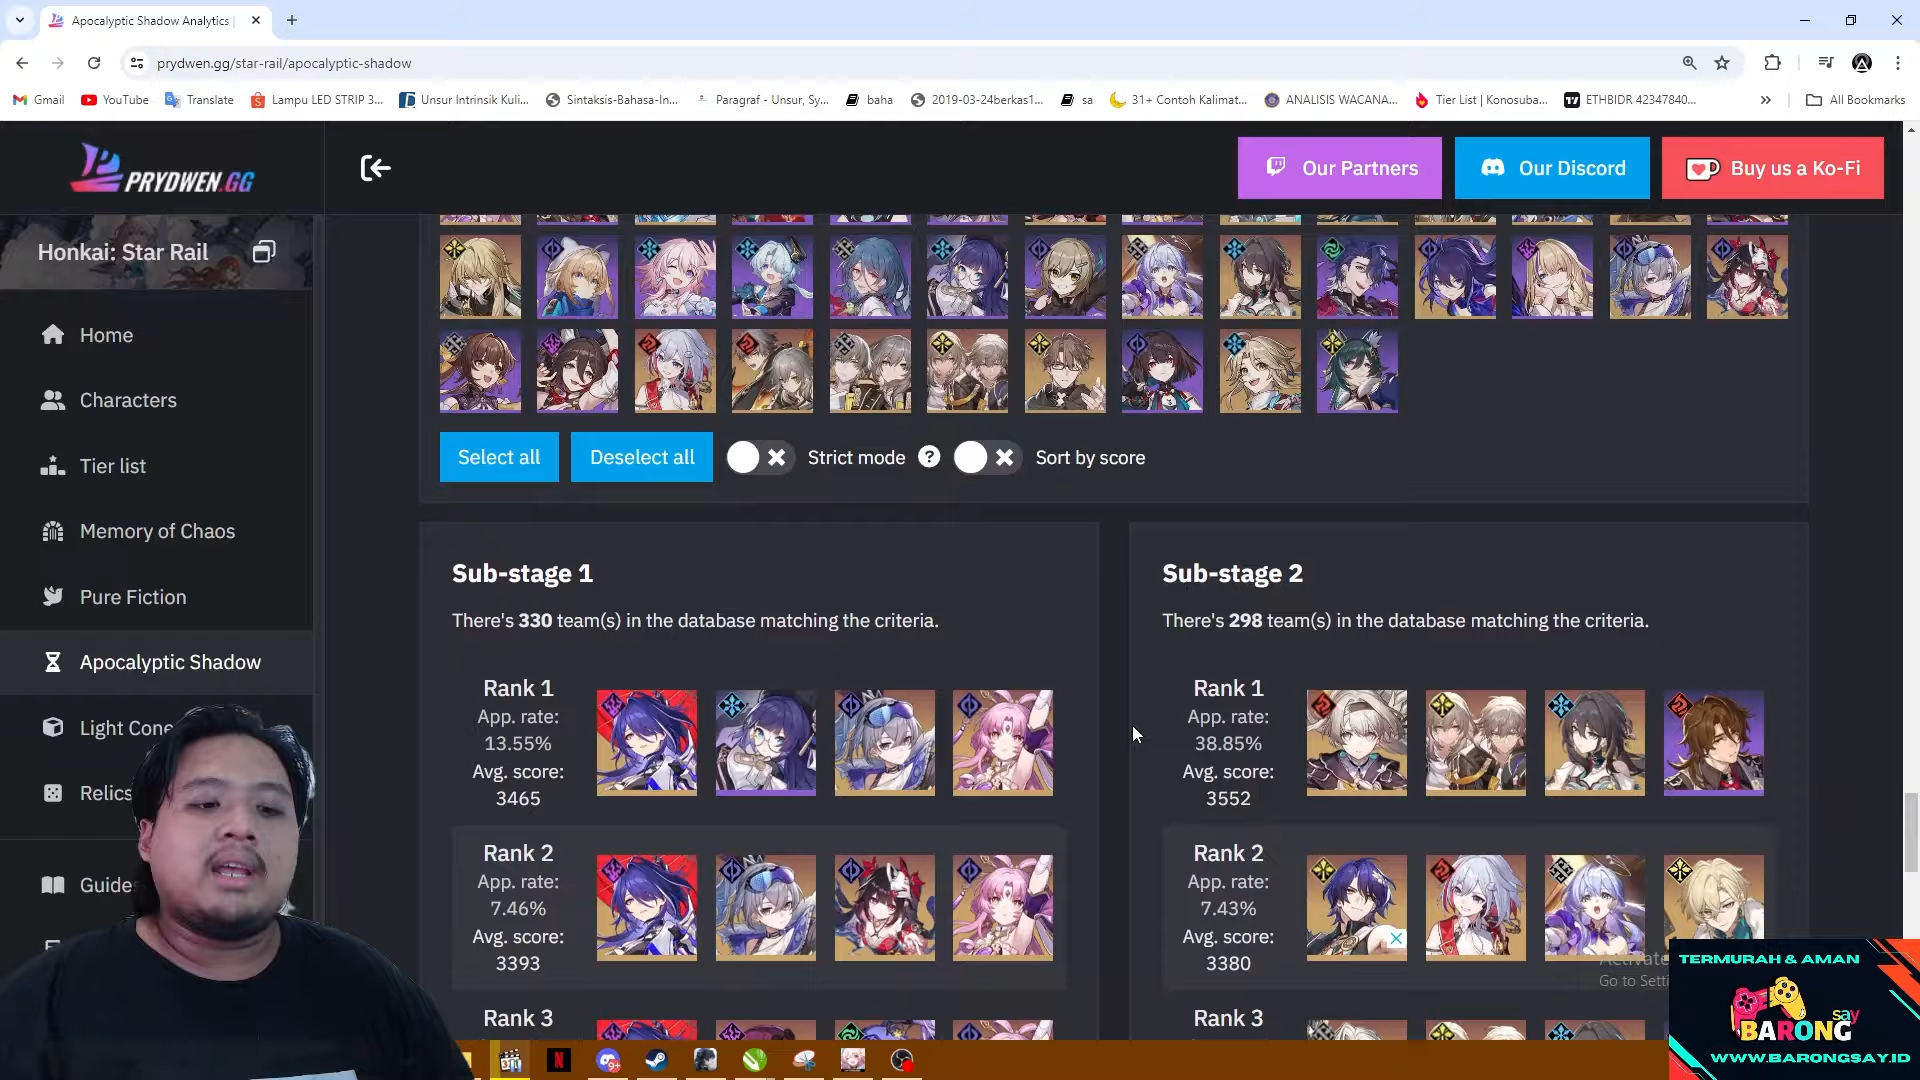 Apocalyptic Shadow Analytics |
prydwen.gg/star-rail/apocalyptic-shadow
Gmail
YouTube
Translate
Lampu LED STRIP 3...
Unsur Intrinsik Kuli...
Sintaksis-Bahasa-In...
Paragraf - Unsur, Sy...
baha
2019-03-24berkas1...
sa
31+ Contoh Kalimat...
ANALISIS WACANA...
Tier List | Konosuba...
ETHBIDR 42347840...
All Bookmarks
PRYDWEN.GG
Our Partners
Our Discord
Buy us a Ko-Fi
Honkai: Star Rail
Home
Characters
Tier list
Memory of Chaos
Pure Fiction
Apocalyptic Shadow
Light Cone
Relics
Guide
Select all
Deselect all
Strict mode
?
Sort by score
Sub-stage 1
There's 330 team(s) in the database matching the criteria.
Rank 1
App. rate:
13.55%
Avg. score:
3465
Rank 2
App. rate:
7.46%
Avg. score:
3393
Rank 3
Sub-stage 2
There's 298 team(s) in the database matching the criteria.
Rank 1
App. rate:
38.85%
Avg. score:
3552
Rank 2
App. rate:
7.43%
Avg. score:
3380
Rank 3
Activate
Go to Setti
TERMURAH & AMAN
BARONG
say
WWW.BARONGSAY.ID